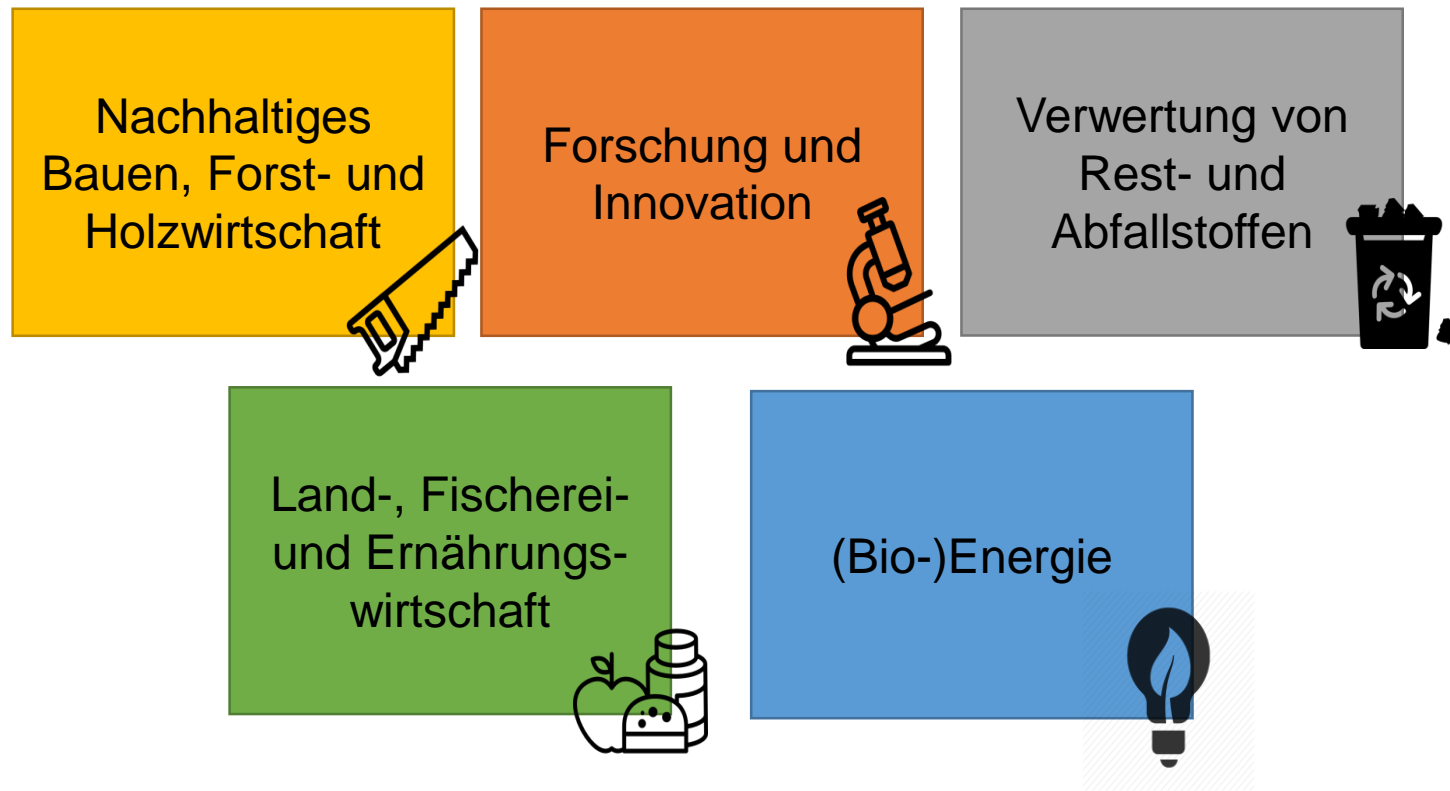 Nachhaltiges
Bauen, Forst- und
Holzwirtschaft
Forschung und
Innovation
Verwertung von
Rest- und
Abfallstoffen
Land-, Fischerei-
und Ernährungs-
wirtschaft
(Bio-)Energie